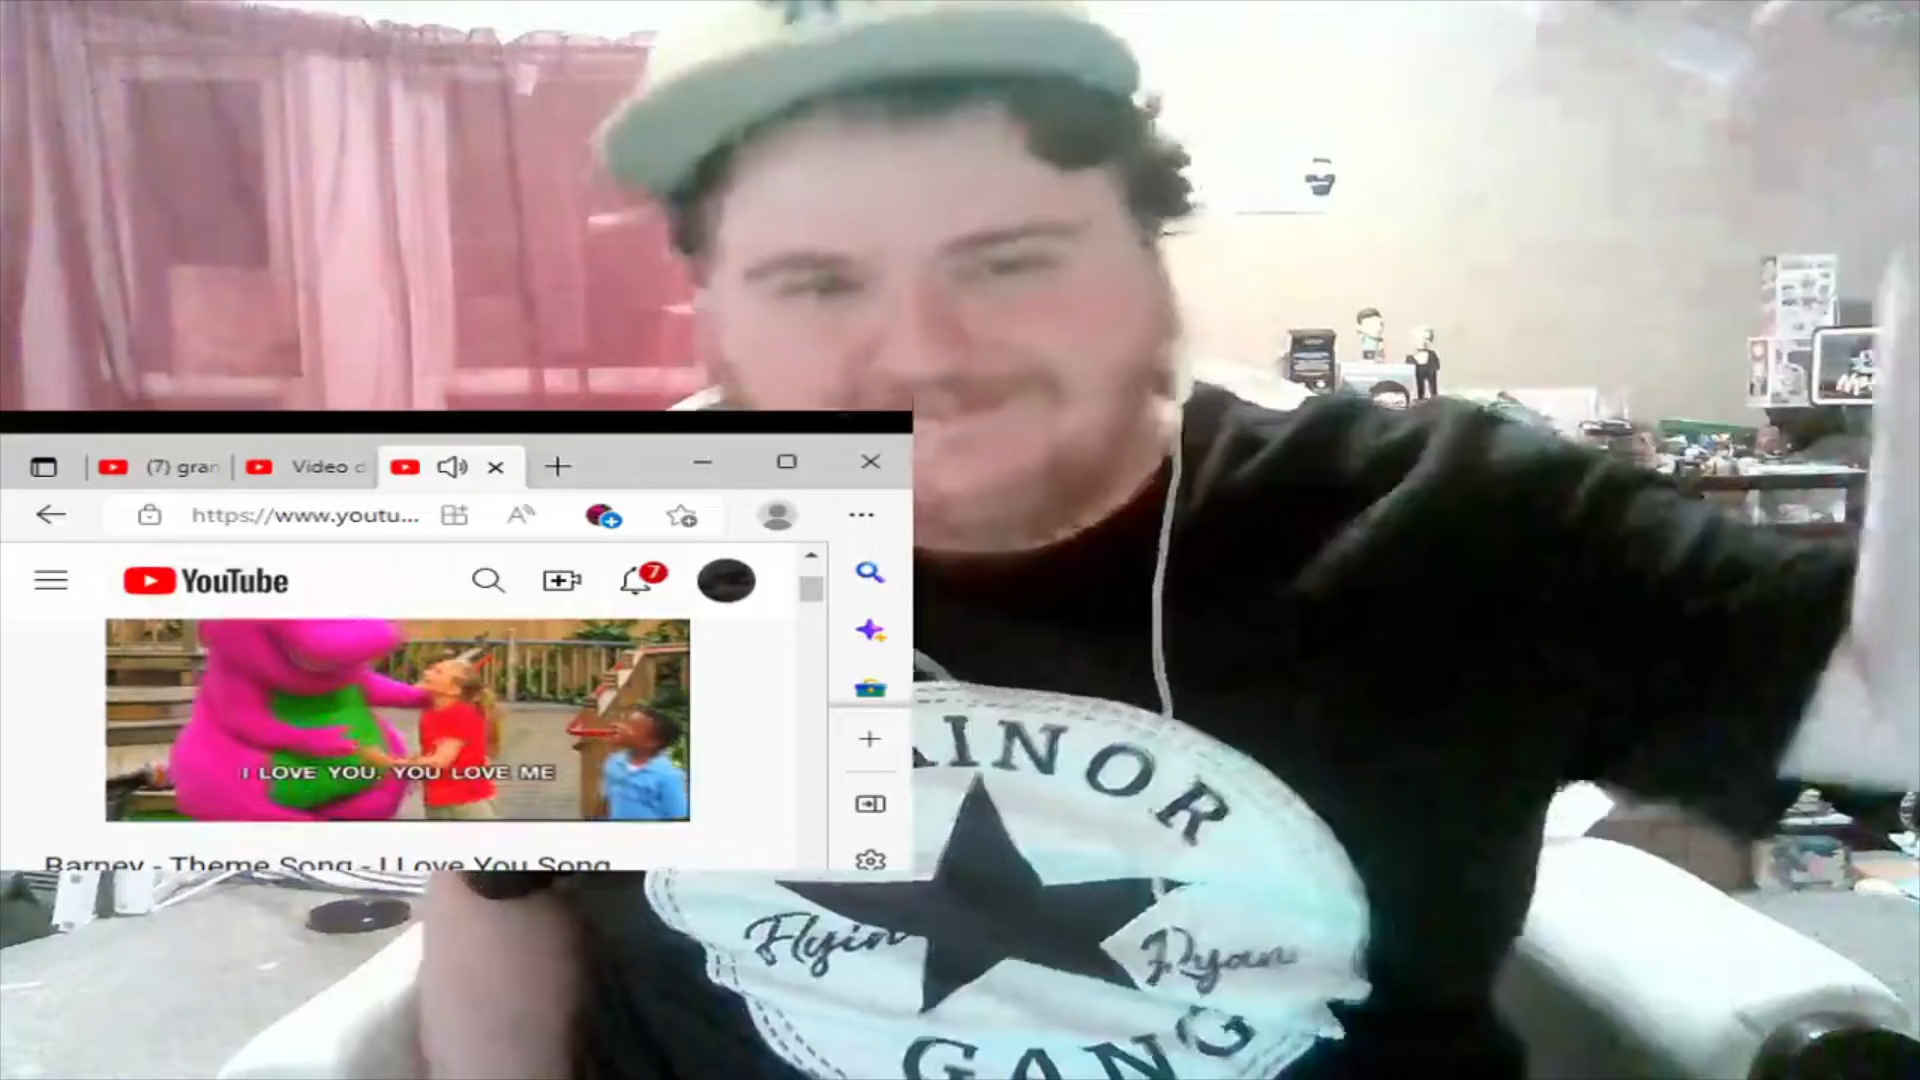 (7) gran
Video d
https://www.youtu...
YouTube
7
I LOVE YOU. YOU LOVE ME
Barney - Theme Song - I Love You Song
AINOR
Flyin
Ryan
GANG